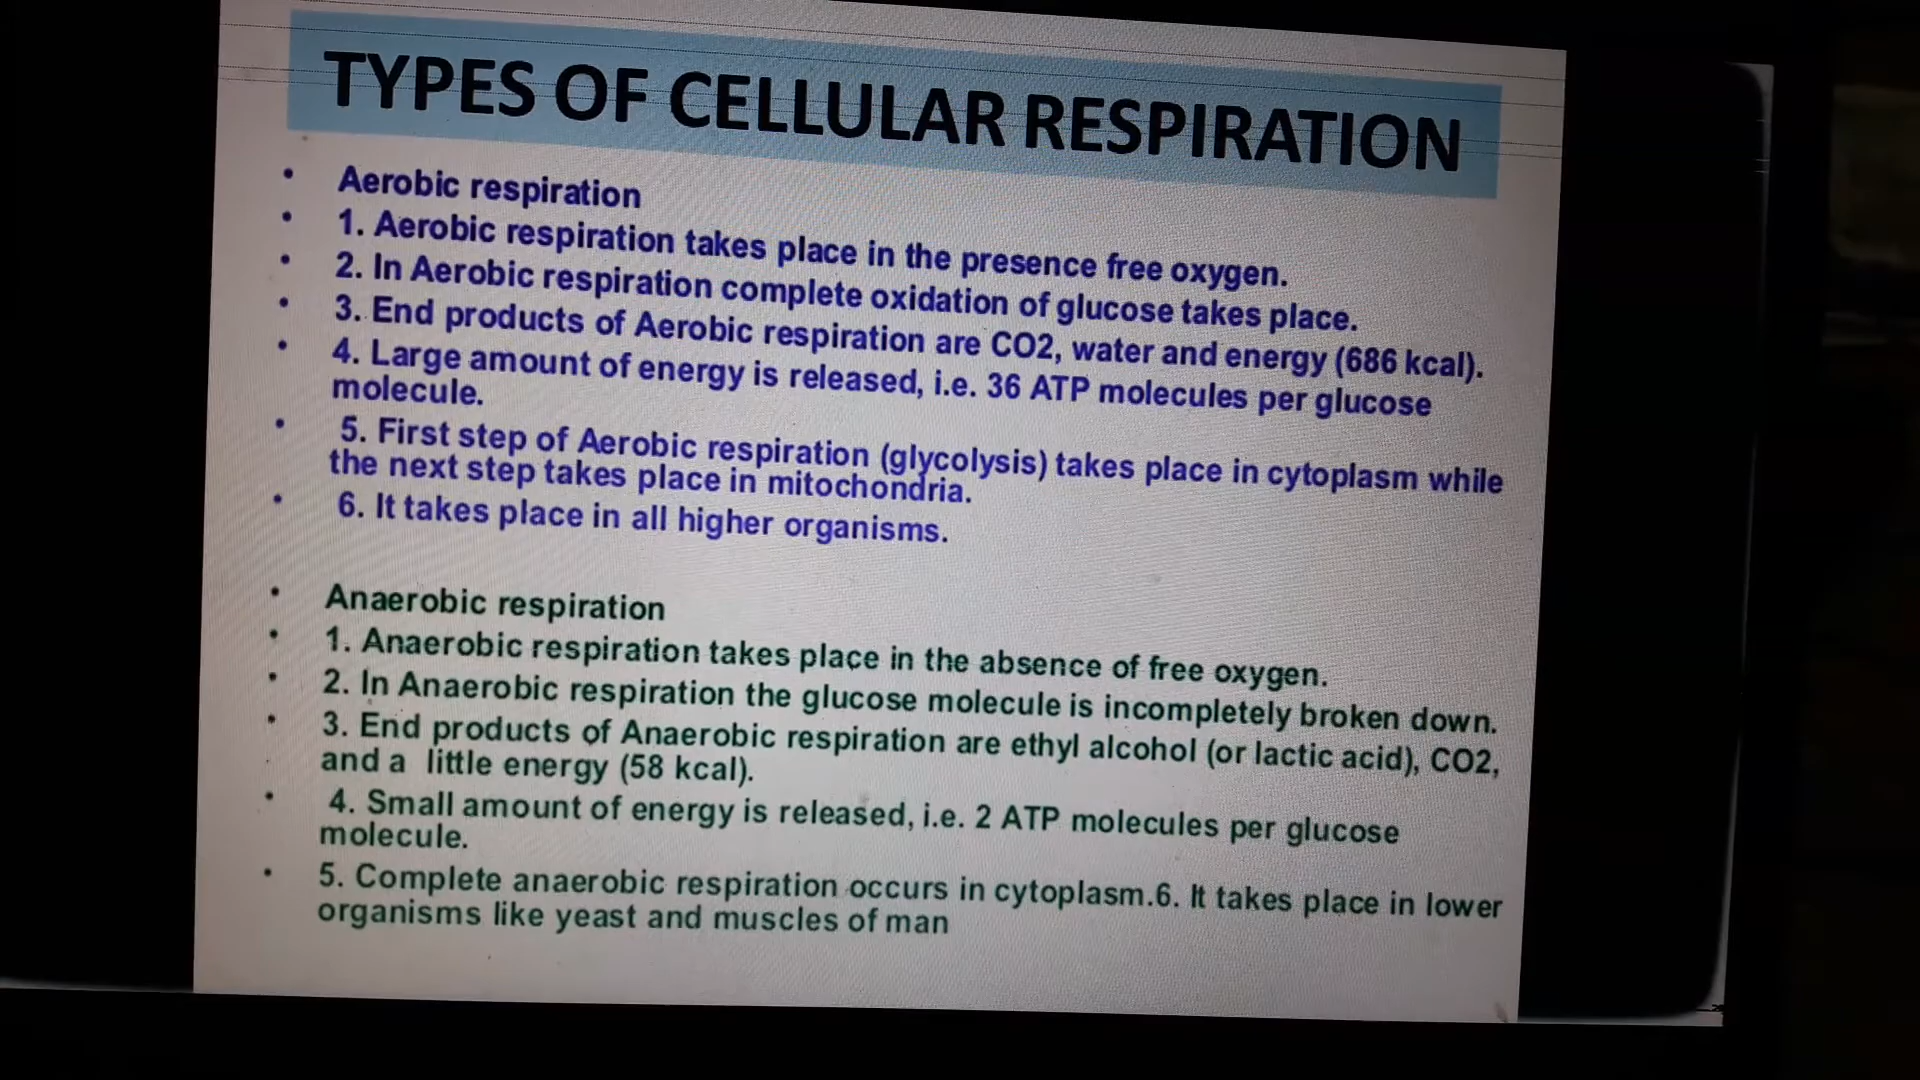 TYPES OF CELLULAR RESPIRATION
• Aerobic respiration
• 1. Aerobic respiration takes place in the presence free oxygen.
• 2. In Aerobic respiration complete oxidation of glucose takes place.
• 3. End products of Aerobic respiration are CO2, water and energy (686 kcal).
• 4. Large amount of energy is released, i.e. 36 ATP molecules per glucose
molecule.
• 5. First step of Aerobic respiration (glycolysis) takes place in cytoplasm while
the next step takes place in mitochondria.
• 6. It takes place in all higher organisms.
• Anaerobic respiration
• 1. Anaerobic respiration takes place in the absence of free oxygen.
• 2. In Anaerobic respiration the glucose molecule is incompletely broken down.
• 3. End products of Anaerobic respiration are ethyl alcohol (or lactic acid), CO2,
and a little energy (58 kcal).
• 4. Small amount of energy is released, i.e. 2 ATP molecules per glucose
molecule.
• 5. Complete anaerobic respiration occurs in cytoplasm.6. It takes place in lower
organisms like yeast and muscles of man